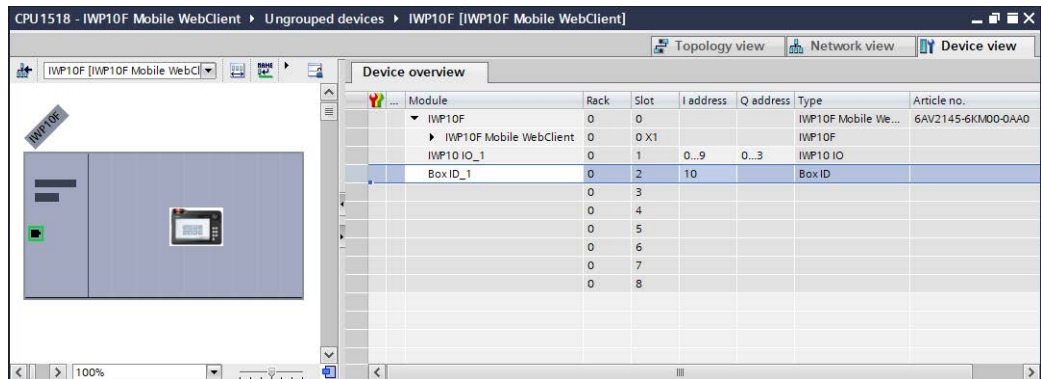 CPU1518 - IWP10F Mobile WebClient ▸ Ungrouped devices ▸ IWP10F [IWP10F Mobile WebClient]
Topology view Network view Device view
IWP10F [IWP10F Mobile WebCl
Device overview
... Module Rack Slot I address Q address Type Article no.
IWP10F 0 0 IWP10F Mobile We... 6AV2145-6KM00-0AA0
IWP10F Mobile WebClient 0 0 X1 IWP10F
IWP10 IO_1 0 1 0...9 0...3 IWP10 IO
Box ID_1 0 2 10 Box ID
0 3
0 4
0 5
0 6
0 7
0 8
IWP10F
100%